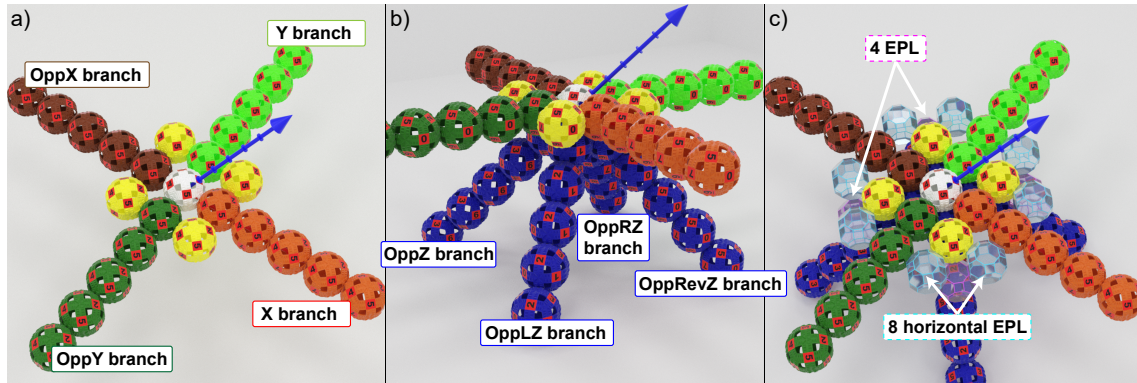 a)
Y branch
OppX branch
X branch
OppY branch
b)
OppZ branch
OppRZ
branch
OppRevZ branch
OppLZ branch
c)
4 EPL
8 horizontal EPL